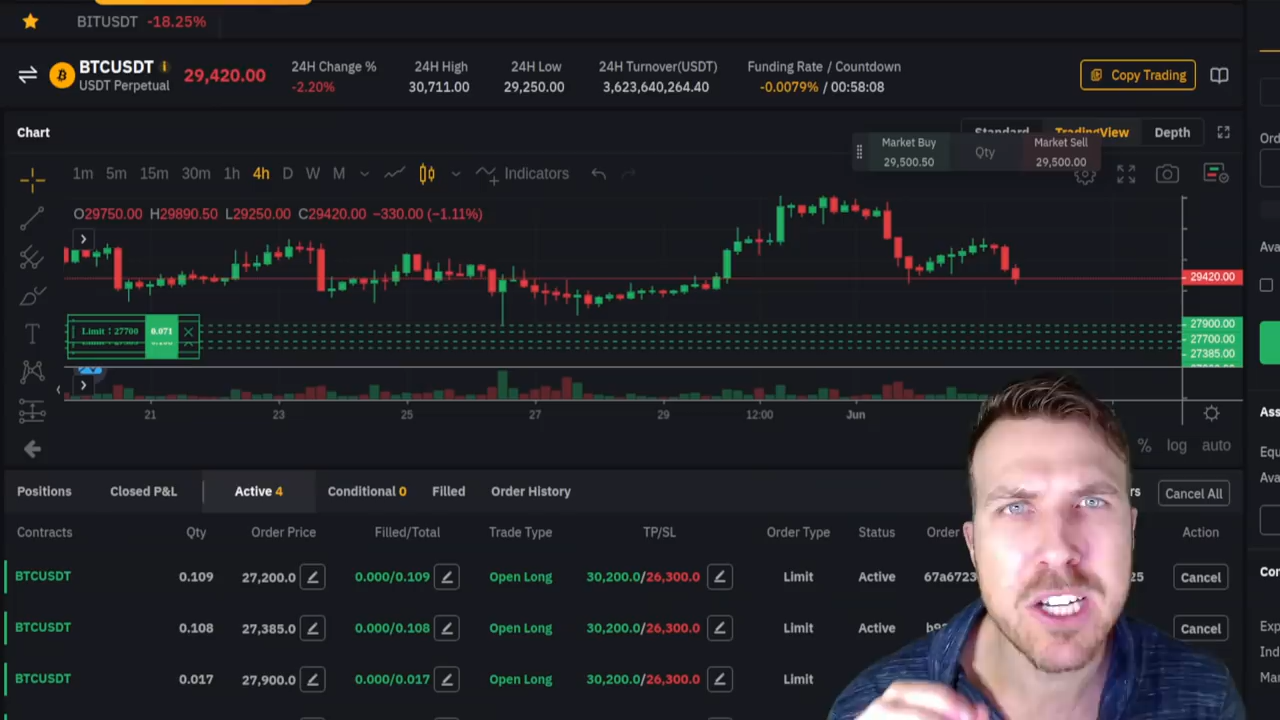 BITUSDT -18.25%
BTCUSDT
USDT Perpetual
29,420.00
24H Change %
-2.20%
24H High
30,711.00
24H Low
29,250.00
24H Turnover(USDT)
3,623,640,264.40
Funding Rate / Countdown
-0.0079% / 00:58:08
Copy Trading
Chart
Standard TradingView Depth
Market Buy
29,500.50
Qty
Market Sell
29,500.00
1m 5m 15m 30m 1h 4h D W M Indicators
O29750.00 H29890.50 L29250.00 C29420.00 −330.00 (−1.11%)
29420.00
Limit : 27700 0.071
27900.00
27700.00
27385.00
21 23 25 27 29 12:00 Jun
% log auto
Positions Closed P&L Active 4 Conditional 0 Filled Order History
Cancel All
Contracts Qty Order Price Filled/Total Trade Type TP/SL Order Type Status Order Action
BTCUSDT 0.109 27,200.0 0.000/0.109 Open Long 30,200.0/26,300.0 Limit Active 67a6723 25 Cancel
BTCUSDT 0.108 27,385.0 0.000/0.108 Open Long 30,200.0/26,300.0 Limit Active Cancel
BTCUSDT 0.017 27,900.0 0.000/0.017 Open Long 30,200.0/26,300.0 Limit Cancel